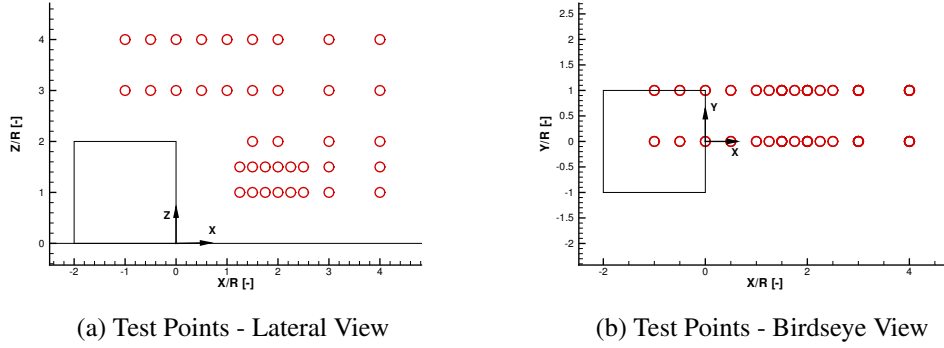 4
3
2
1
0
Z/R [-]
Z
X
-2
-1
0
1
2
3
4
X/R [-]
(a) Test Points - Lateral View
2.5
2
1.5
1
0.5
0
-0.5
-1
-1.5
-2
Y/R [-]
Y
X
-2
0
2
4
X/R [-]
(b) Test Points - Birdseye View